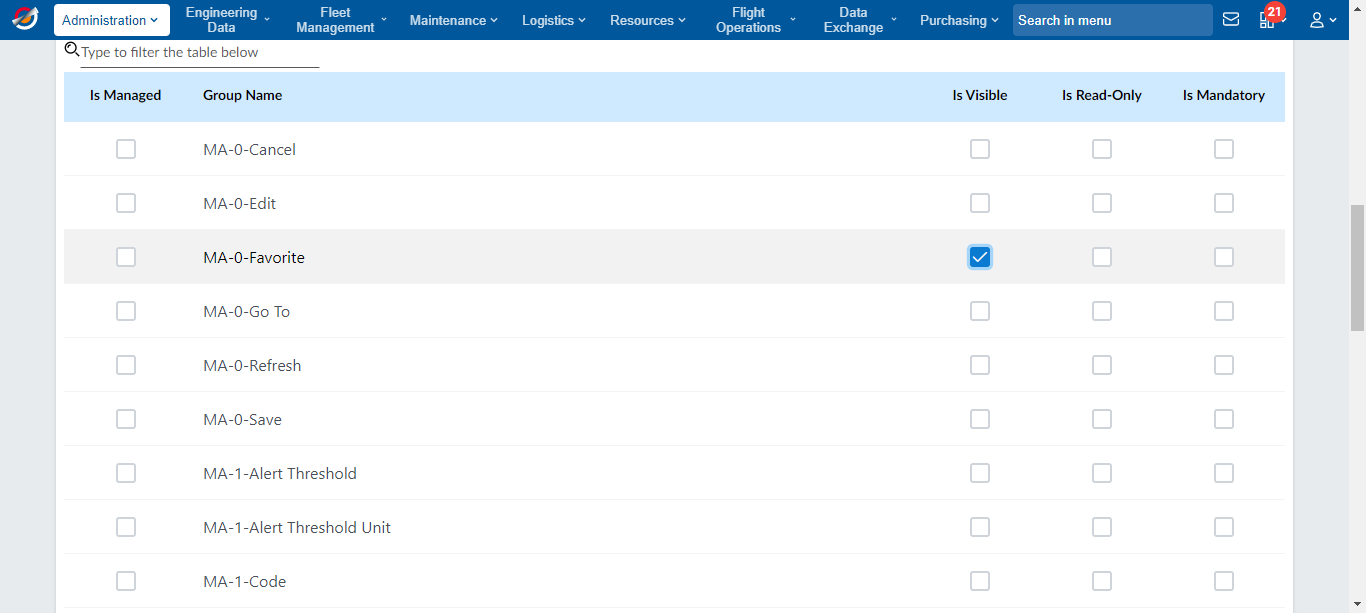 Administration
Engineering
Data
Fleet
Management
Maintenance
Logistics
Resources
Flight
Operations
Data
Exchange
Purchasing
Search in menu
21
Type to filter the table below
Is Managed Group Name Is Visible Is Read-Only Is Mandatory
MA-0-Cancel
MA-0-Edit
MA-0-Favorite
MA-0-Go To
MA-0-Refresh
MA-0-Save
MA-1-Alert Threshold
MA-1-Alert Threshold Unit
MA-1-Code